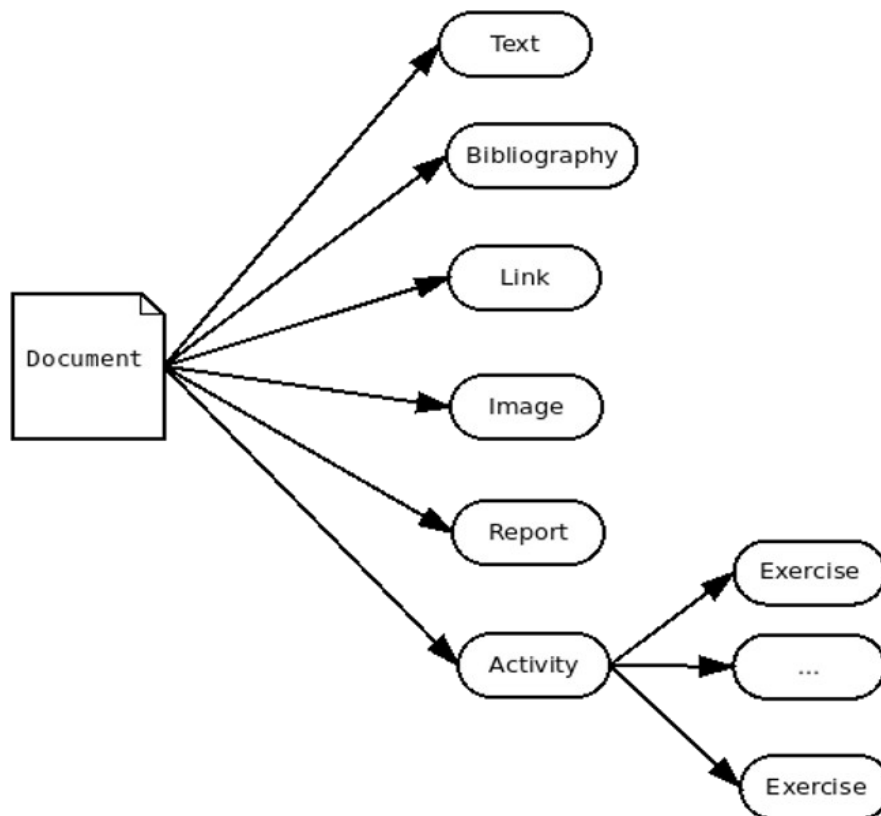 Text
Bibliography
Link
Document
Image
Report
Exercise
Activity
...
Exercise